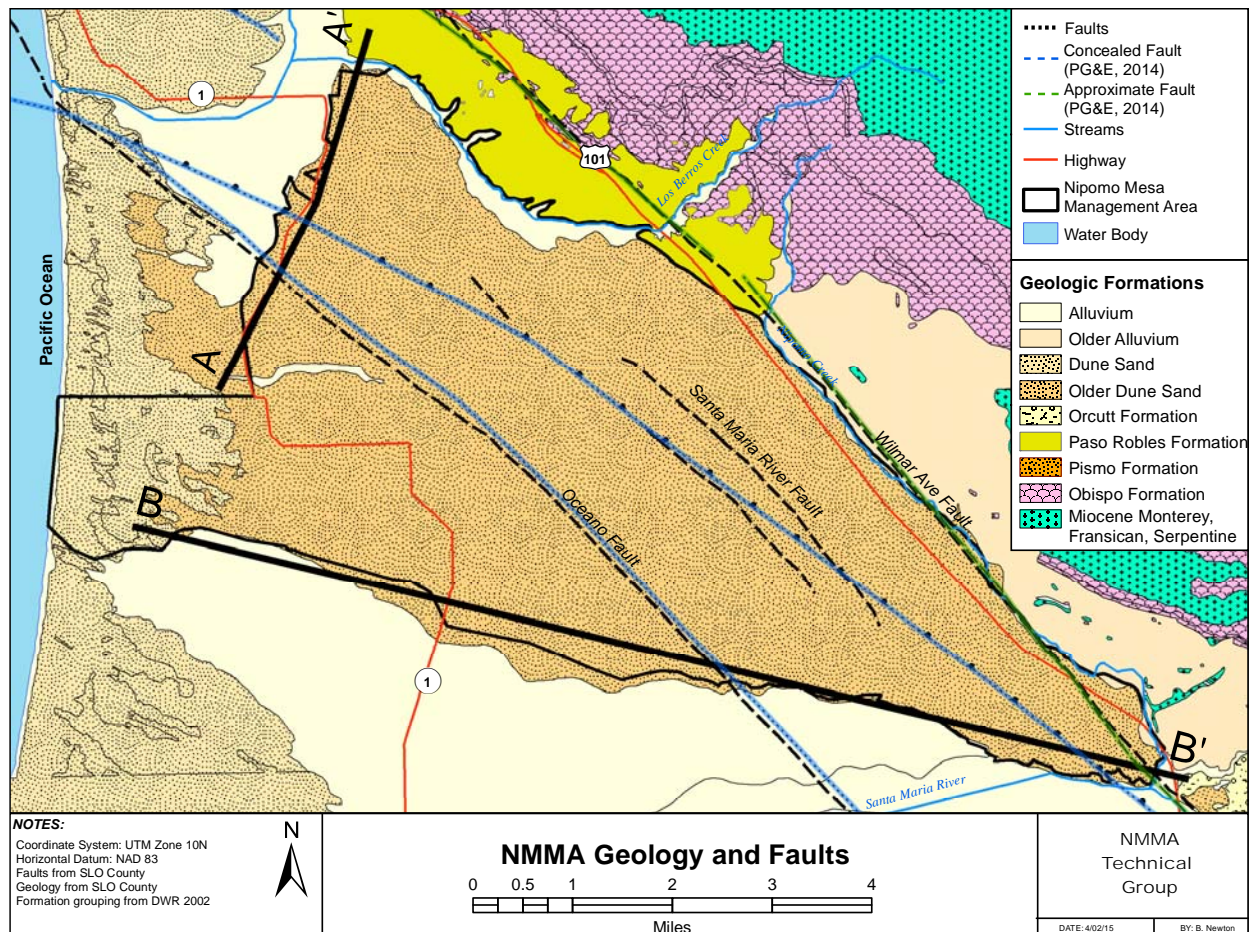 A'
1
101
Los Berros Creek
Pacific Ocean
A
Santa Maria River Fault
Wilmar Ave Fault
Oceano Fault
B
1
B'
Santa Maria River
Faults
Concealed Fault
(PG&E, 2014)
Approximate Fault
(PG&E, 2014)
Streams
Highway
Nipomo Mesa
Management Area
Water Body
Geologic Formations
Alluvium
Older Alluvium
Dune Sand
Older Dune Sand
Orcutt Formation
Paso Robles Formation
Pismo Formation
Obispo Formation
Miocene Monterey,
Fransican, Serpentine
NOTES:
Coordinate System: UTM Zone 10N
Horizontal Datum: NAD 83
Faults from SLO County
Geology from SLO County
Formation grouping from DWR 2002
N
NMMA Geology and Faults
0 0.5 1 2 3 4
Miles
NMMA
Technical
Group
DATE: 4/02/15 BY: B. Newton